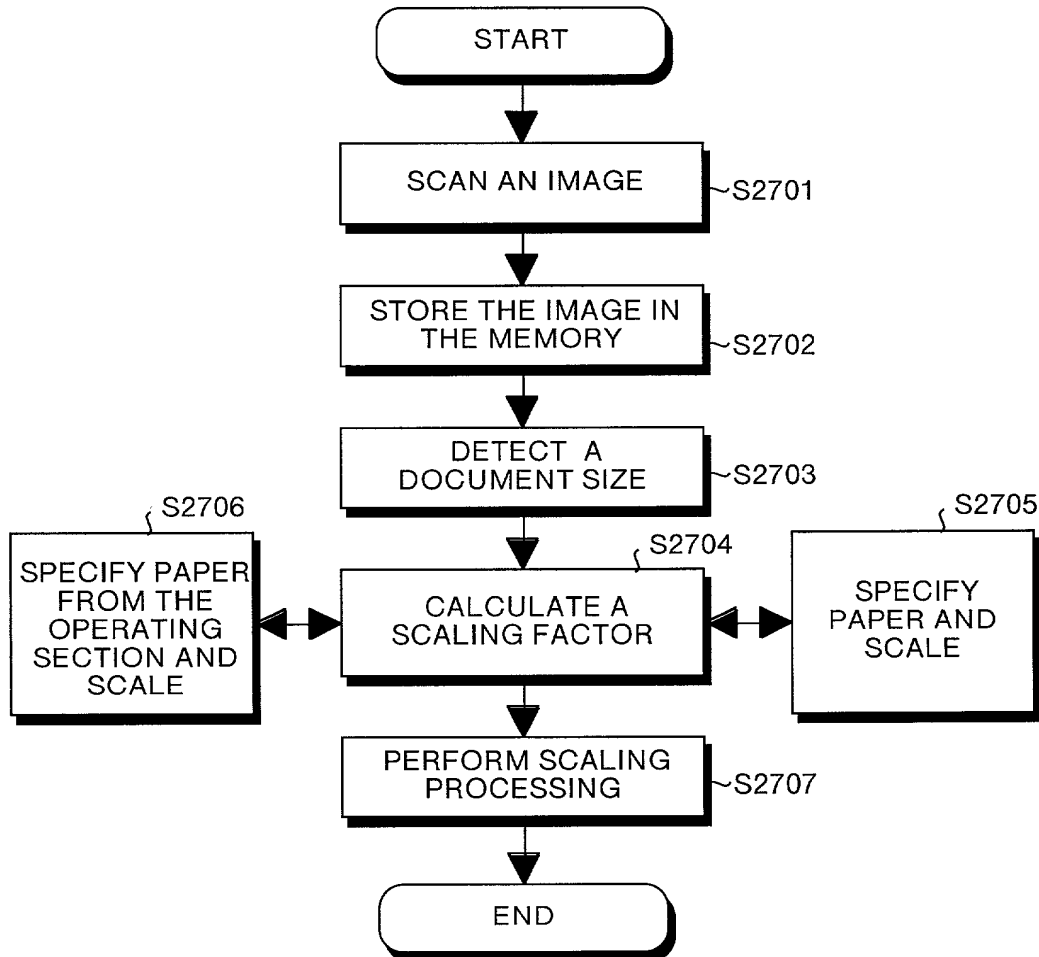 START
SCAN AN IMAGE
S2701
STORE THE IMAGE IN
THE MEMORY
S2702
DETECT A
DOCUMENT SIZE
S2703
S2706
SPECIFY PAPER
FROM THE
OPERATING
SECTION AND
SCALE
S2704
CALCULATE A
SCALING FACTOR
S2705
SPECIFY
PAPER AND
SCALE
PERFORM SCALING
PROCESSING
S2707
END